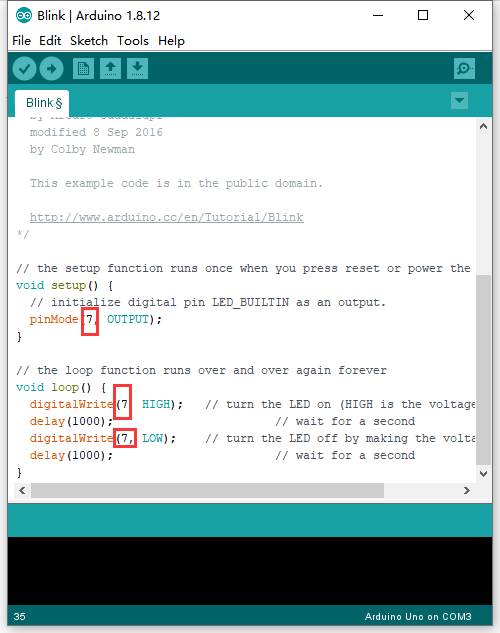 Blink | Arduino 1.8.12
File Edit Sketch Tools Help
Blink §
modified 8 Sep 2016
by Colby Newman
This example code is in the public domain.
http://www.arduino.cc/en/Tutorial/Blink
*/
// the setup function runs once when you press reset or power the
void setup() {
// initialize digital pin LED_BUILTIN as an output.
pinMode(7, OUTPUT);
}
// the loop function runs over and over again forever
void loop() {
digitalWrite(7, HIGH); // turn the LED on (HIGH is the voltage
delay(1000); // wait for a second
digitalWrite(7, LOW); // turn the LED off by making the volta
delay(1000); // wait for a second
}
35
Arduino Uno on COM3